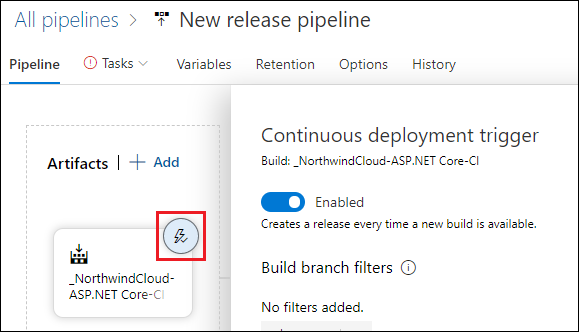 All pipelines > New release pipeline
Pipeline Tasks Variables Retention Options History
Artifacts | + Add
_NorthwindCloud-
ASP.NET Core-CI
Continuous deployment trigger
Build: _NorthwindCloud-ASP.NET Core-CI
Enabled
Creates a release every time a new build is available.
Build branch filters
No filters added.